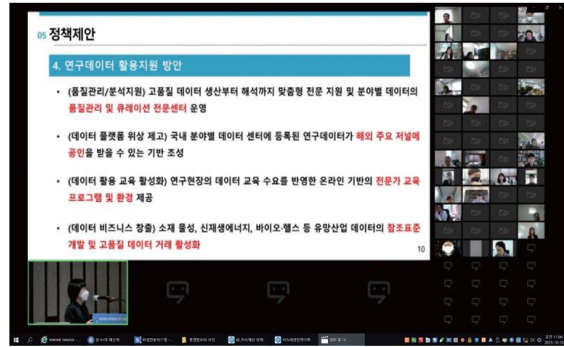 05 정책제안
4. 연구데이터 활용지원 방안
• (품질관리/분석지원) 고품질 데이터 생산부터 해석까지 맞춤형 전문 지원 및 분야별 데이터의
품질관리 및 큐레이션 전문센터 운영
• (데이터 플랫폼 위상 제고) 국내 분야별 데이터 센터에 등록된 연구데이터가 해외 주요 저널에
공인을 받을 수 있는 기반 조성
• (데이터 활용 교육 활성화) 연구현장의 데이터 교육 수요를 반영한 온라인 기반의 전문가 교육
프로그램 및 환경 제공
• (데이터 비즈니스 창출) 소재 물성, 신재생에너지, 바이오·헬스 등 유망산업 데이터의 참조표준
개발 및 고품질 데이터 거래 활성화
10